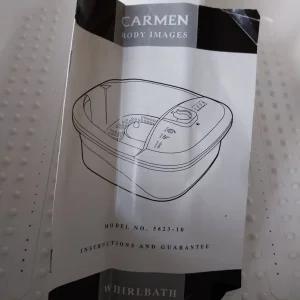 CARMEN
BODY IMAGES
MODEL NO. 5623-10
INSTRUCTIONS AND GUARANTEE
WHIRLBATH